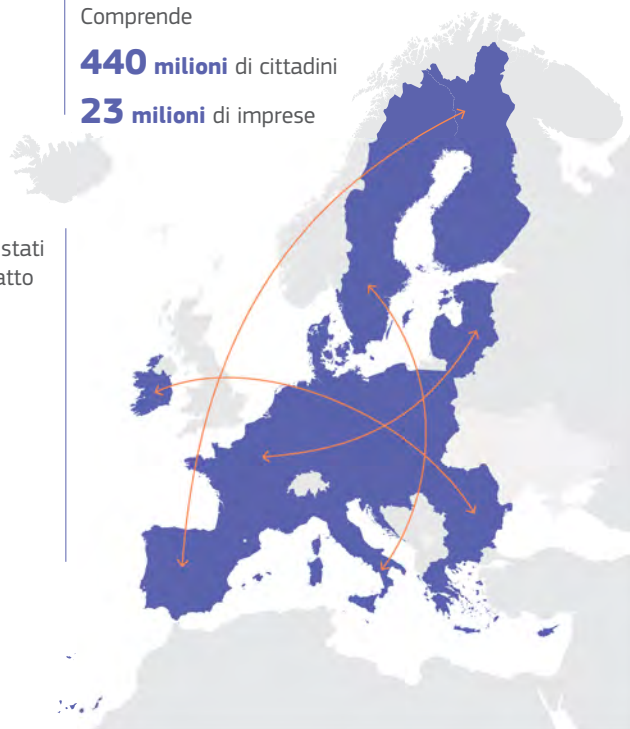 Comprende
440 milioni di cittadini
23 milioni di imprese
stati
atto